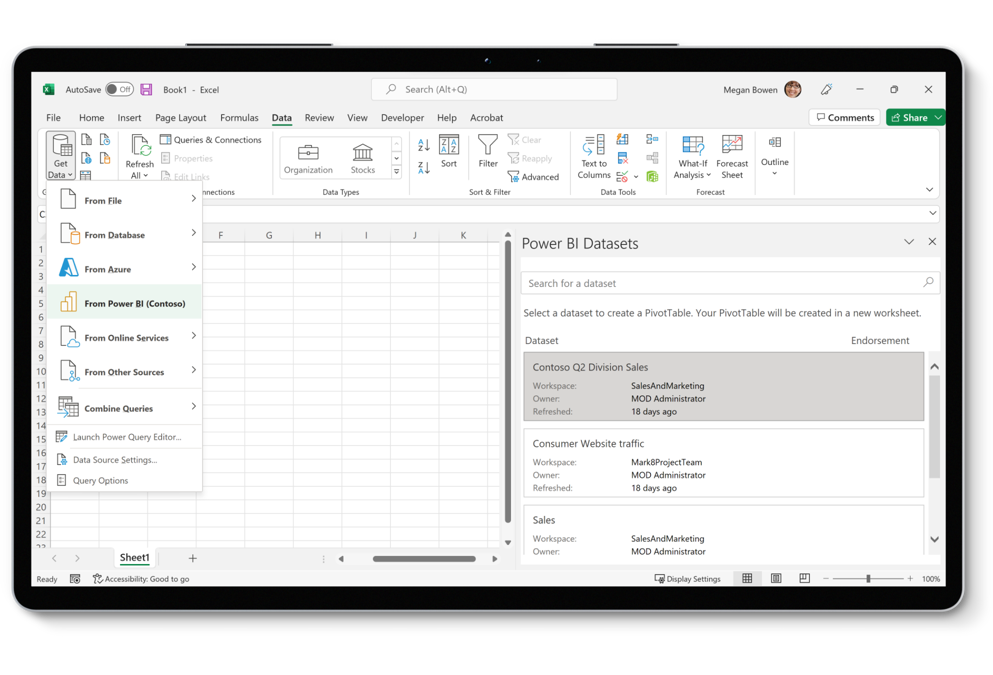 AutoSave Off Book1 - Excel Search (Alt+Q) Megan Bowen
File Home Insert Page Layout Formulas Data Review View Developer Help Acrobat Comments Share
Get Data
Refresh All
Queries & Connections
Properties
Edit Links
Organization
Stocks
Data Types
Sort
Filter
Clear
Reapply
Advanced
Sort & Filter
Text to Columns
Data Tools
What-If Analysis
Forecast Sheet
Forecast
Outline
From File
From Database
From Azure
From Power BI (Contoso)
From Online Services
From Other Sources
Combine Queries
Launch Power Query Editor...
Data Source Settings...
Query Options
F G H I J K
1
2
3
4
5
6
7
8
9
10
11
12
13
14
15
16
17
18
19
20
21
22
23
Power BI Datasets
Search for a dataset
Select a dataset to create a PivotTable. Your PivotTable will be created in a new worksheet.
Dataset Endorsement
Contoso Q2 Division Sales
Workspace: SalesAndMarketing
Owner: MOD Administrator
Refreshed: 18 days ago
Consumer Website traffic
Workspace: Mark8ProjectTeam
Owner: MOD Administrator
Refreshed: 18 days ago
Sales
Workspace: SalesAndMarketing
Owner: MOD Administrator
Sheet1
Ready Accessibility: Good to go Display Settings 100%